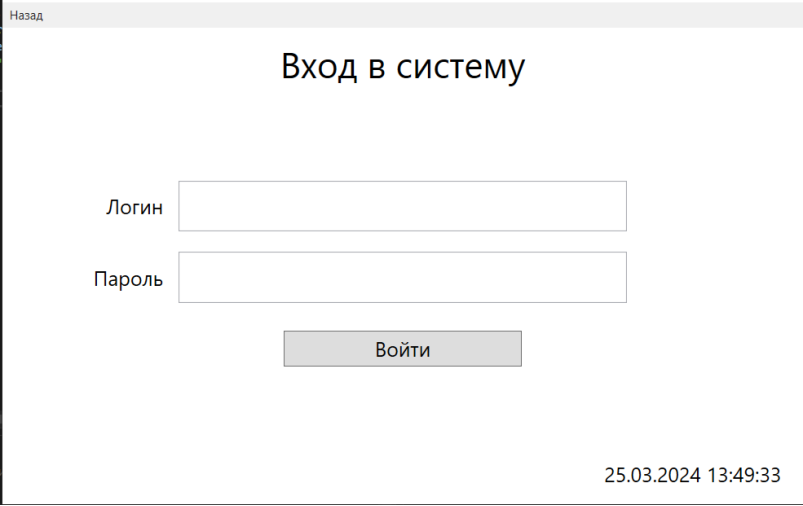 Назад
Вход в систему
Логин
Пароль
Войти
25.03.2024 13:49:33